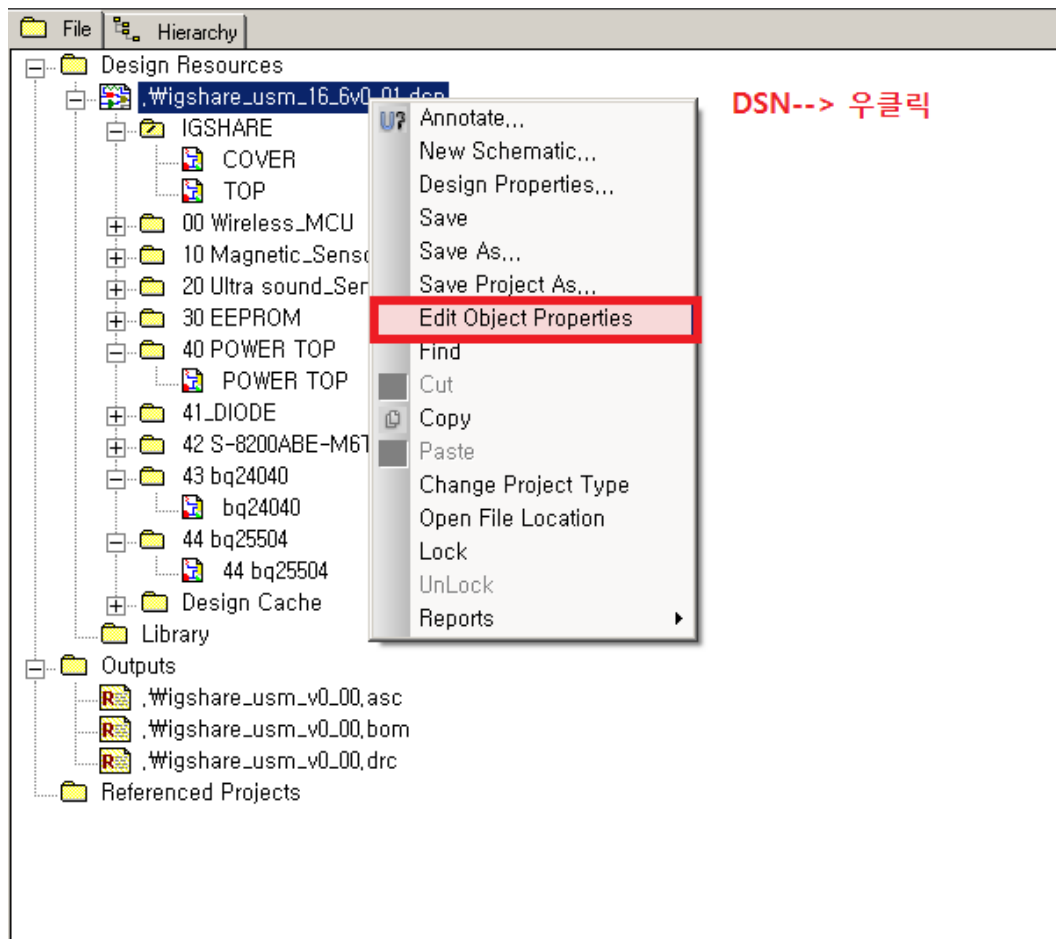 File Hierarchy
Design Resources
.₩igshare_usm_16_6v0_01.dsn
DSN--> 우클릭
IGSHARE
COVER
TOP
00 Wireless_MCU
10 Magnetic_Senso
20 Ultra sound_Ser
30 EEPROM
40 POWER TOP
POWER TOP
41_DIODE
42 S-8200ABE-M6T
43 bq24040
bq24040
44 bq25504
44 bq25504
Design Cache
Library
Outputs
.₩igshare_usm_v0_00.asc
.₩igshare_usm_v0_00.bom
.₩igshare_usm_v0_00.drc
Referenced Projects
U? Annotate...
New Schematic...
Design Properties...
Save
Save As...
Save Project As...
Edit Object Properties
Find
Cut
Copy
Paste
Change Project Type
Open File Location
Lock
UnLock
Reports